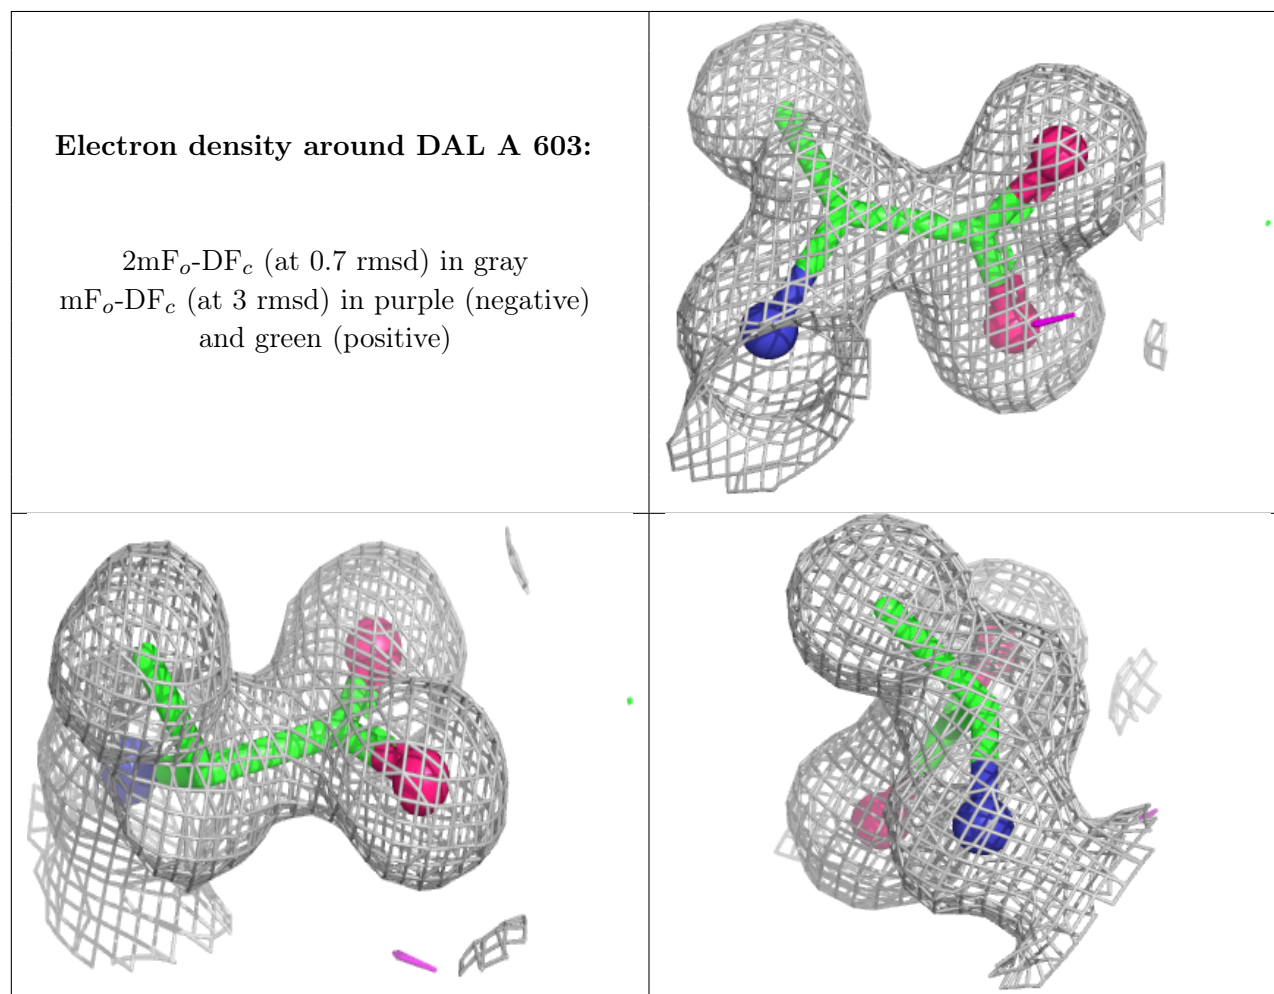 Electron density around DAL A 603:
2mFo-DFc (at 0.7 rmsd) in gray
mFo-DFc (at 3 rmsd) in purple (negative)
and green (positive)